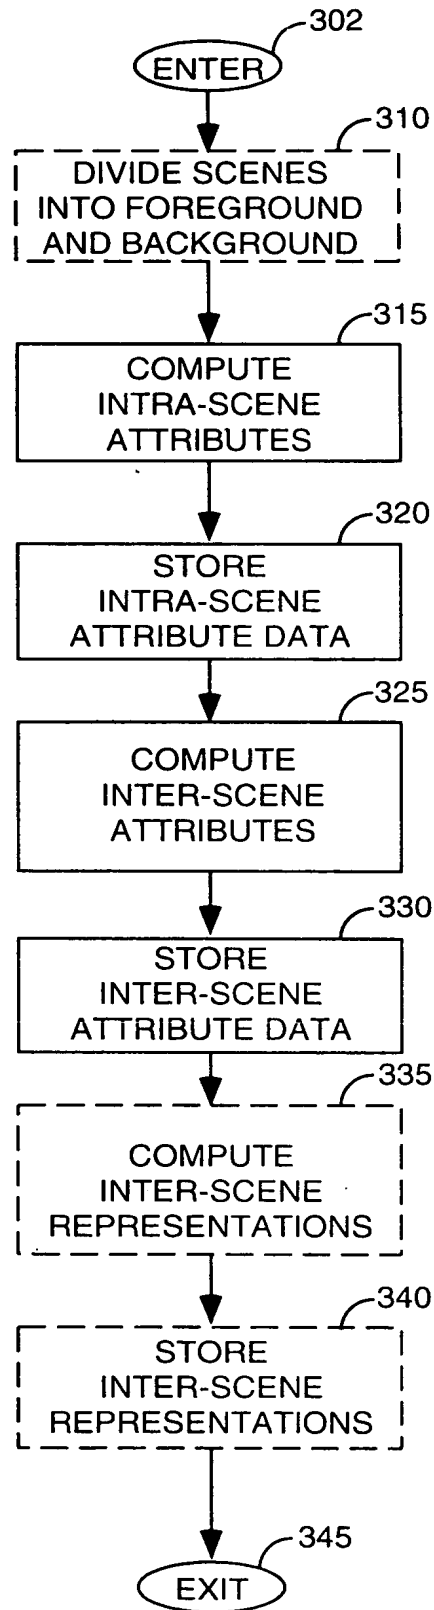 302
ENTER
310
DIVIDE SCENES
INTO FOREGROUND
AND BACKGROUND
315
COMPUTE
INTRA-SCENE
ATTRIBUTES
320
STORE
INTRA-SCENE
ATTRIBUTE DATA
325
COMPUTE
INTER-SCENE
ATTRIBUTES
330
STORE
INTER-SCENE
ATTRIBUTE DATA
335
COMPUTE
INTER-SCENE
REPRESENTATIONS
340
STORE
INTER-SCENE
REPRESENTATIONS
345
EXIT